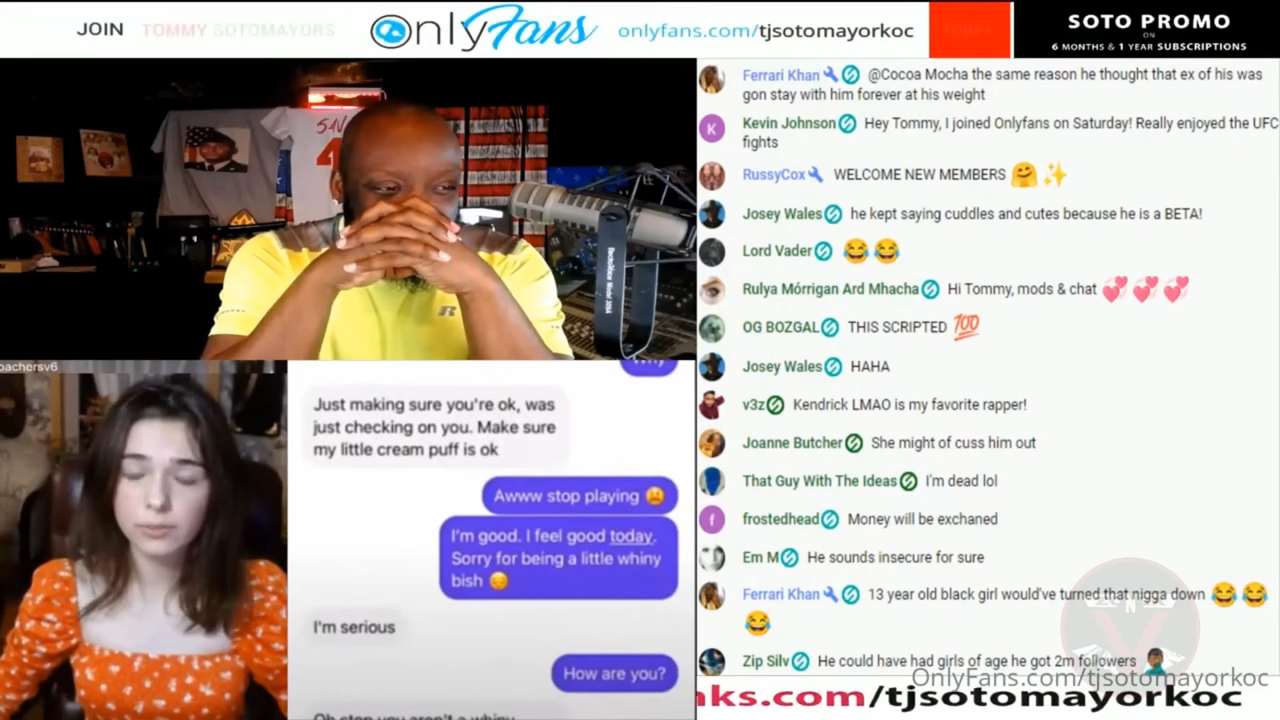 JOIN TOMMY SOTOMAYORS
OnlyFans
onlyfans.com/tjsotomayorkoc
SOTO PROMO
ON
6 MONTHS & 1 YEAR SUBSCRIPTIONS
Ferrari Khan @Cocoa Mocha the same reason he thought that ex of his was
gon stay with him forever at his weight
K
Kevin Johnson Hey Tommy, I joined Onlyfans on Saturday! Really enjoyed the UFC
fights
RussyCox WELCOME NEW MEMBERS 🤗 ✨
Josey Wales he kept saying cuddles and cutes because he is a BETA!
Lord Vader 😂 😂
Rulya Mórrigan Ard Mhacha Hi Tommy, mods & chat 💞 💞 💞
OG BOZGAL THIS SCRIPTED 💯
Josey Wales HAHA
v3z Kendrick LMAO is my favorite rapper!
Joanne Butcher She might of cuss him out
That Guy With The Ideas I'm dead lol
f
frostedhead Money will be exchaned
Em M He sounds insecure for sure
Ferrari Khan 13 year old black girl would've turned that nigga down 😂 😂
😂
Zip Silv He could have had girls of age he got 2m followers
N
OnlyFans.com/tjsotomayorkoc
nks.com/tjsotomayorkoc
R
pachersv6
Why
Just making sure you're ok, was
just checking on you. Make sure
my little cream puff is ok
Awww stop playing
I'm good. I feel good today.
Sorry for being a little whiny
bish 😔
I'm serious
How are you?
Oh stop you aren't a whiny